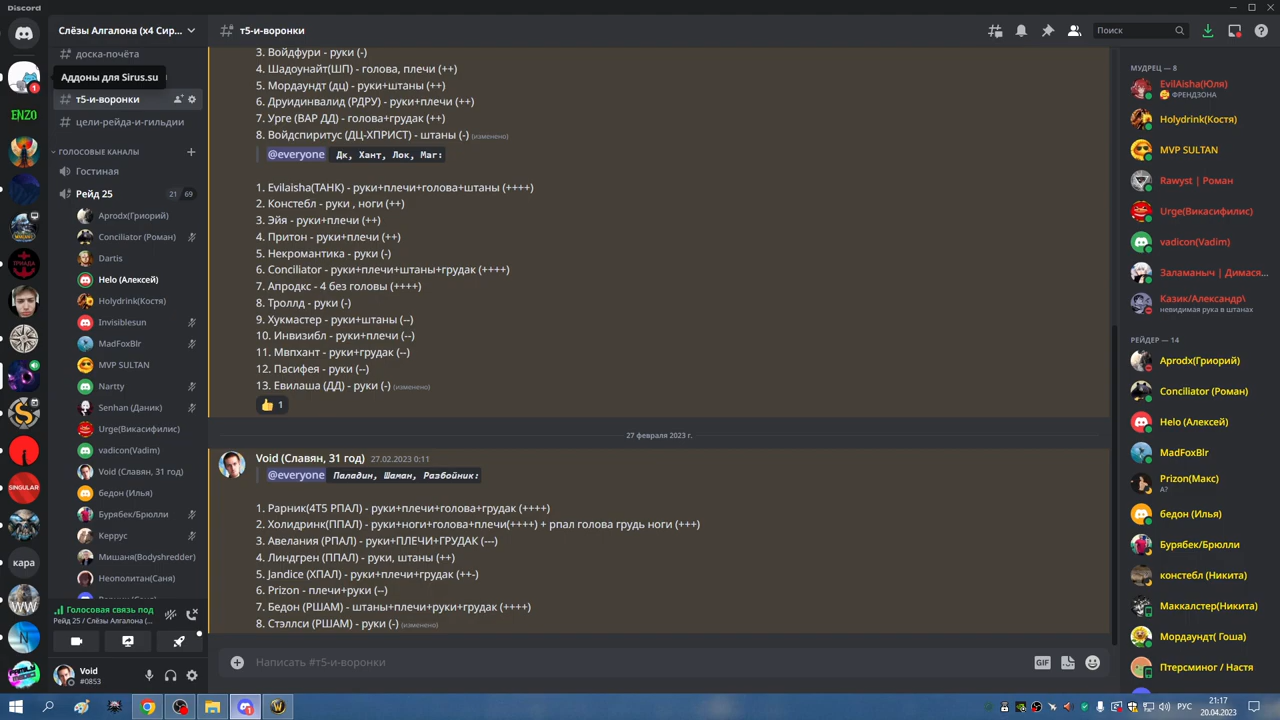 Discord
Слёзы Алгалона (x4 Сир...
доска-почёта
Аддоны для Sirus.su
т5-и-воронки
цели-рейда-и-гильдии
ГОЛОСОВЫЕ КАНАЛЫ
Гостиная
Рейд 25
21 69
Aprodx(Гриорий)
Conciliator (Роман)
Dartis
Helo (Алексей)
Holydrink(Костя)
Invisiblesun
MadFoxBlr
MVP SULTAN
Nartty
Senhan (Даник)
Urge(Викасифилис)
vadicon(Vadim)
Void (Славян, 31 год)
бедон (Илья)
Бурябек/Брюлли
Керрус
Мишаня(Bodyshredder)
Неополитан(Саня)
Голосовая связь под
Рейд 25 / Слёзы Алгалона (...
Void
#0853
1
ENZO
ТРИАДА
SINGULAR
кара
WW
N
т5-и-воронки
Поиск
3. Войдфури - руки (-)
4. Шадоунайт(ШП) - голова, плечи (++)
5. Мордаундт (дц) - руки+штаны (++)
6. Друидинвалид (РДРУ) - руки+плечи (++)
7. Урге (ВАР ДД) - голова+грудак (++)
8. Войдспиритус (ДЦ-ХПРИСТ) - штаны (-) (изменено)
@everyone Дк, Хант, Лок, Маг:
1. Evilaisha(ТАНК) - руки+плечи+голова+штаны (++++)
2. Констебл - руки , ноги (++)
3. Эйя - руки+плечи (++)
4. Притон - руки+плечи (++)
5. Некромантика - руки (-)
6. Conciliator - руки+плечи+штаны+грудак (++++)
7. Апродкс - 4 без головы (++++)
8. Троллд - руки (-)
9. Хукмастер - руки+штаны (--)
10. Инвизибл - руки+плечи (--)
11. Мвпхант - руки+грудак (--)
12. Пасифея - руки (--)
13. Евилаша (ДД) - руки (-) (изменено)
👍 1
27 февраля 2023 г.
Void (Славян, 31 год) 27.02.2023 0:11
@everyone Паладин, Шаман, Разбойник:
1. Рарник(4Т5 РПАЛ) - руки+плечи+голова+грудак (++++)
2. Холидринк(ППАЛ) - руки+ноги+голова+плечи(++++) + рпал голова грудь ноги (+++)
3. Авелания (РПАЛ) - руки+ПЛЕЧИ+ГРУДАК (---)
4. Линдгрен (ППАЛ) - руки, штаны (++)
5. Jandice (ХПАЛ) - руки+плечи+грудак (++-)
6. Prizon - плечи+руки (--)
7. Бедон (РШАМ) - штаны+плечи+руки+грудак (++++)
8. Стэлłси (РШАМ) - руки (-) (изменено)
Написать #т5-и-воронки
GIF
МУДРЕЦ — 8
EvilAisha(Юля)
ФРЕНДЗОНА
Holydrink(Костя)
MVP SULTAN
Rawyst | Роман
Urge(Викасифилис)
vadicon(Vadim)
Заламаныч | Димася...
Казик/Александр\
невидимая рука в штанах
РЕЙДЕР — 14
Aprodx(Гриорий)
Conciliator (Роман)
Helo (Алексей)
MadFoxBlr
Prizon(Макс)
А?
бедон (Илья)
Бурябек/Брюлли
констебл (Никита)
Маккалстер(Никита)
Мордаундт( Гоша)
Птерсминог / Настя
РУС
21:17
20.04.2023